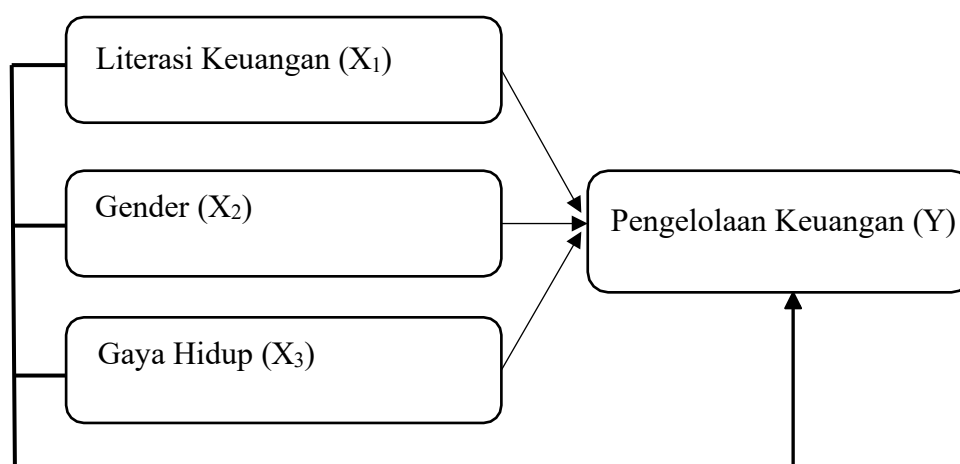 Literasi Keuangan (X₁)
Gender (X₂)
Pengelolaan Keuangan (Y)
Gaya Hidup (X₃)